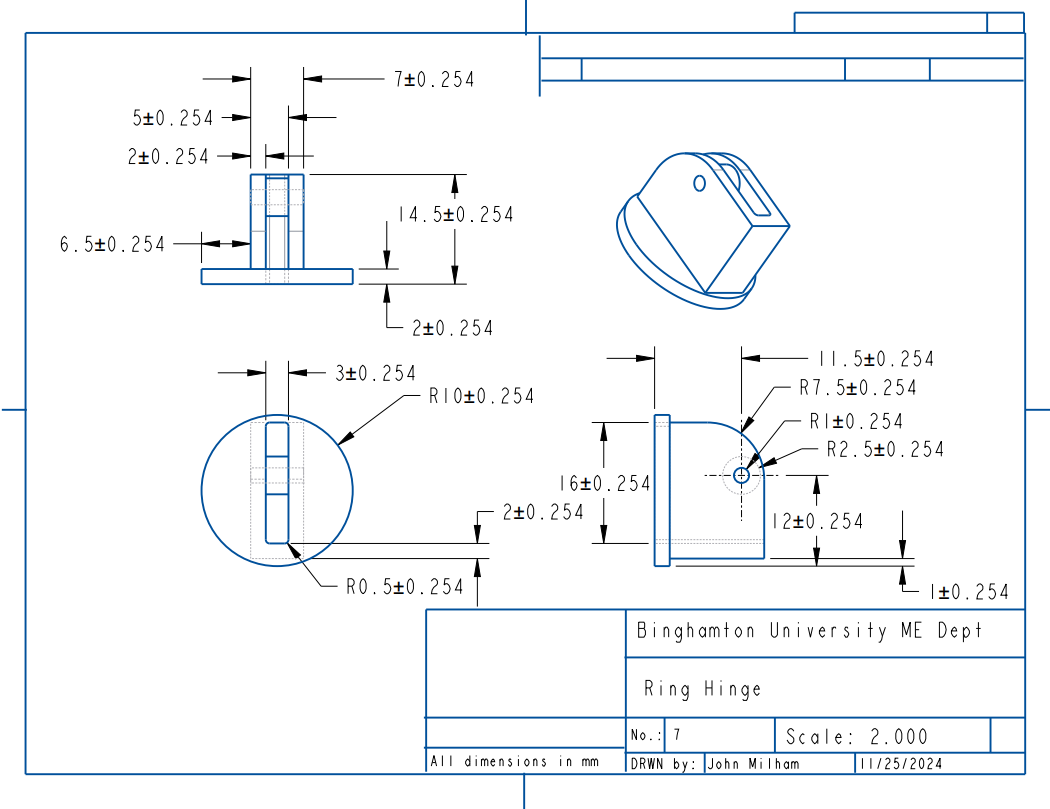 7±0.254
5±0.254
2±0.254
14.5±0.254
6.5±0.254
2±0.254
3±0.254
R10±0.254
2±0.254
R0.5±0.254
11.5±0.254
R7.5±0.254
R1±0.254
R2.5±0.254
16±0.254
12±0.254
1±0.254
Binghamton University ME Dept
Ring Hinge
No.: 7 Scale: 2.000
All dimensions in mm DRWN by: John Milham 11/25/2024